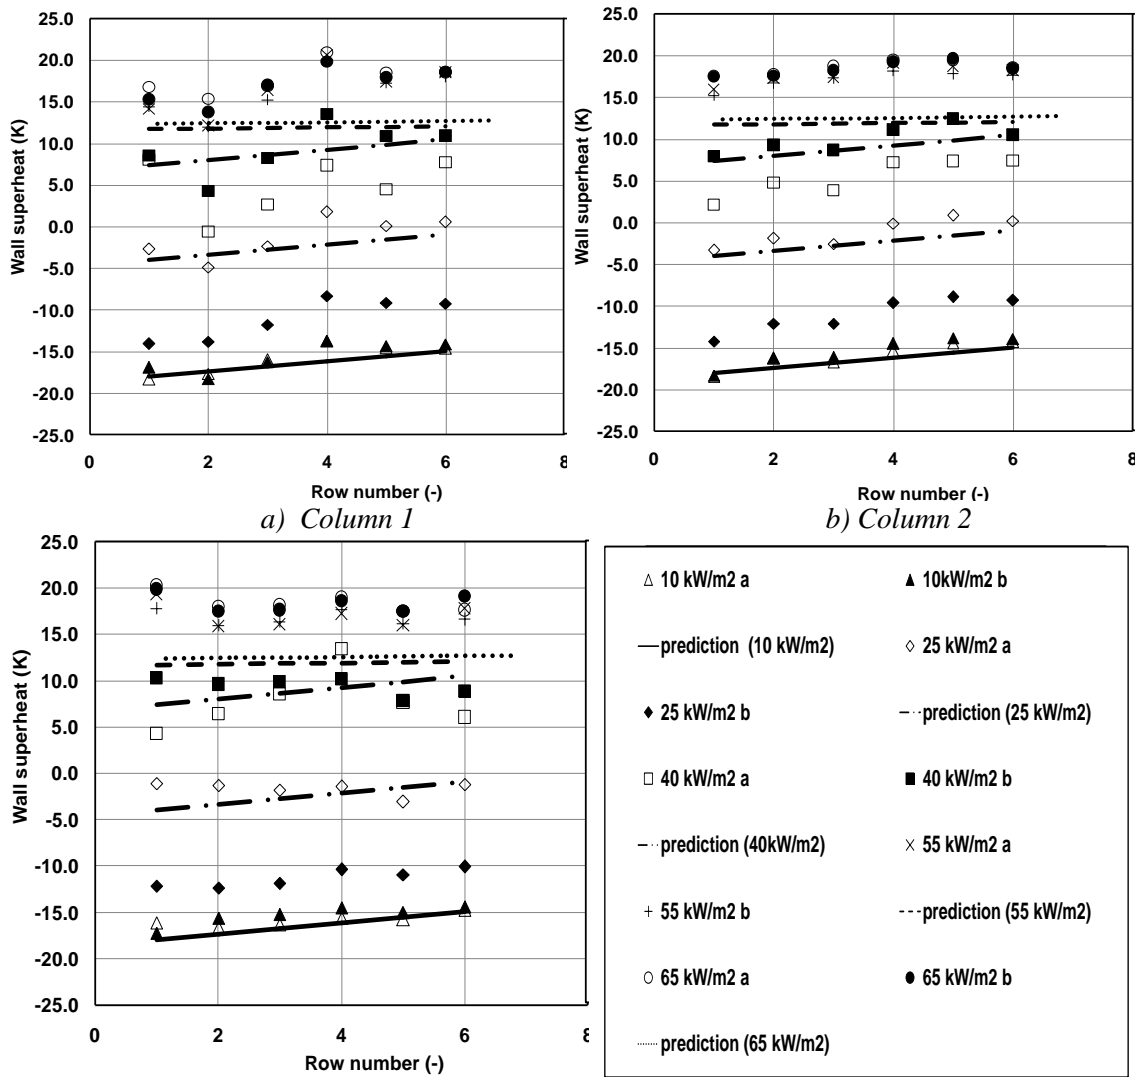 25.0
20.0
15.0
10.0
5.0
0.0
-5.0
-10.0
-15.0
-20.0
-25.0
Wall superheat (K)
0 2 4 6 8
Row number (-)
a) Column 1
25.0
20.0
15.0
10.0
5.0
0.0
-5.0
-10.0
-15.0
-20.0
-25.0
Wall superheat (K)
0 2 4 6 8
Row number (-)
b) Column 2
25.0
20.0
15.0
10.0
5.0
0.0
-5.0
-10.0
-15.0
-20.0
-25.0
Wall superheat (K)
0 2 4 6 8
Row number (-)
10 kW/m2 a
10kW/m2 b
prediction (10 kW/m2)
25 kW/m2 a
25 kW/m2 b
prediction (25 kW/m2)
40 kW/m2 a
40 kW/m2 b
prediction (40kW/m2)
55 kW/m2 a
55 kW/m2 b
prediction (55 kW/m2)
65 kW/m2 a
65 kW/m2 b
prediction (65 kW/m2)